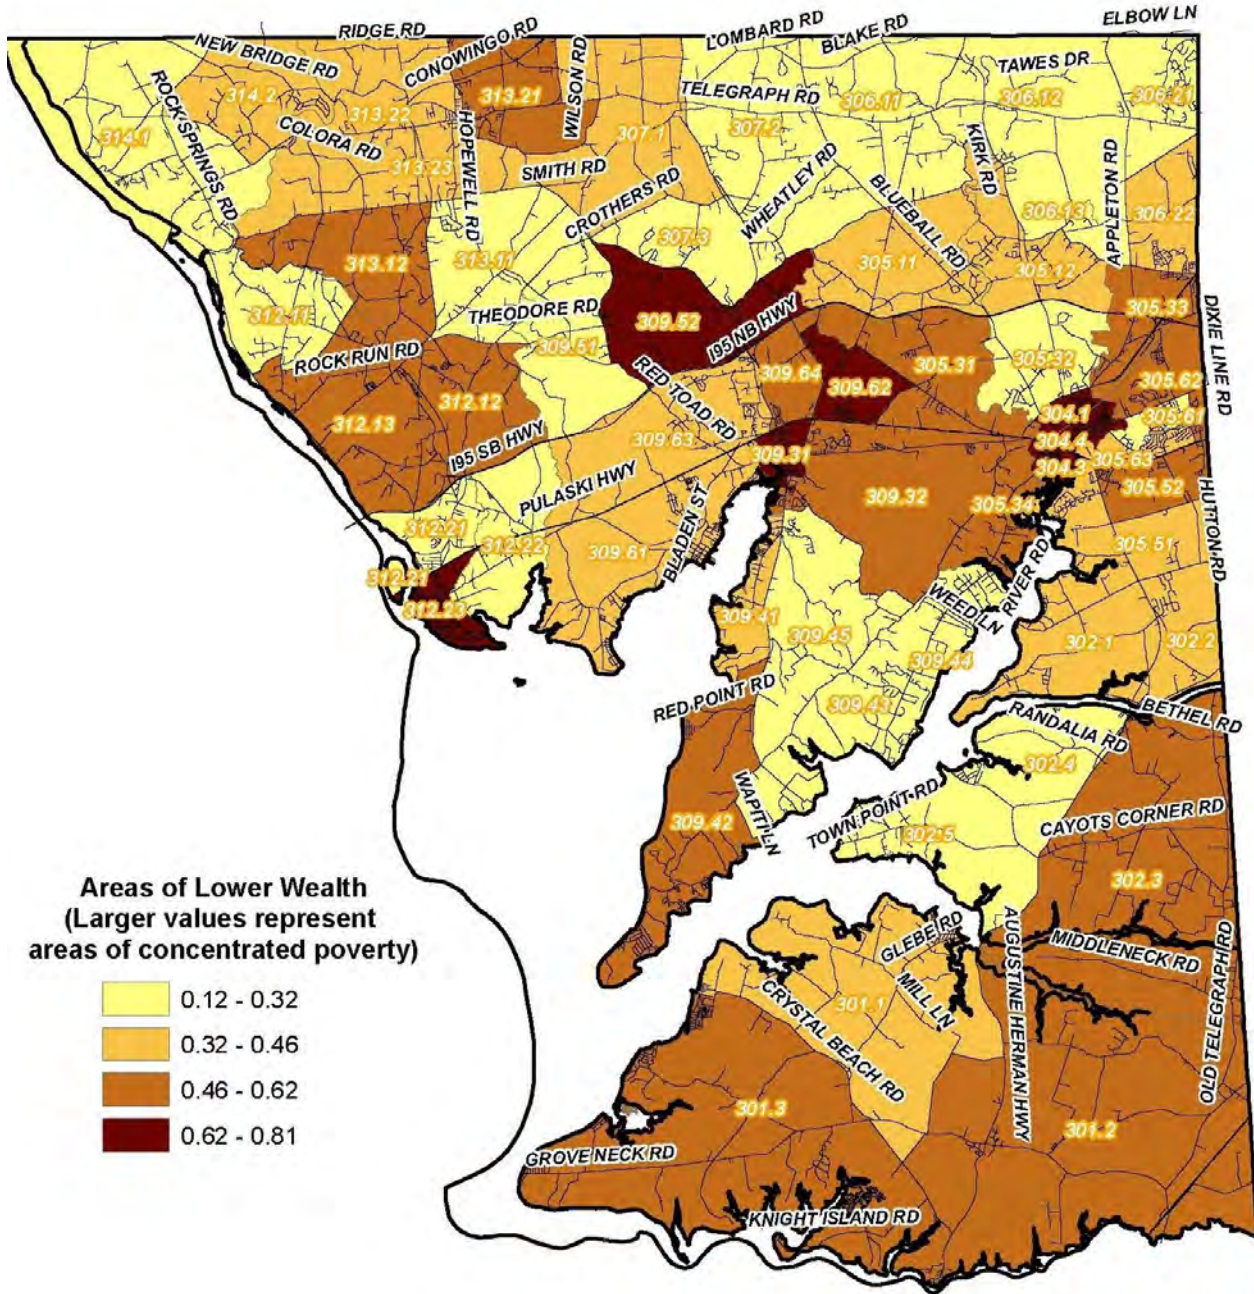 ELBOW LN
RIDGE RD
CONOWINGO RD
WILSON RD
LOMBARD RD
BLAKE RD
NEW BRIDGE RD
TAWES DR
ROCK SPRINGS RD
314.2
313.21
TELEGRAPH RD
306.11
306.12
306.21
313.22
314.1
COLORA RD
HOPEWELL RD
307.1
307.2
KIRK RD
313.23
SMITH RD
WHEATLEY RD
BLUEBALL RD
APPLETON RD
CROTHERS RD
306.13
306.22
307.3
313.12
313.11
305.11
305.12
312.11
THEODORE RD
309.52
I95 NB HWY
305.33
DIXIE LINE RD
ROCK RUN RD
309.51
RED TOAD RD
309.64
309.62
305.31
305.32
305.62
312.12
312.13
304.1
305.61
I95 SB HWY
309.63
309.31
304.4
305.63
304.3
PULASKI HWY
309.32
305.34
305.52
HUTTON RD
312.21
312.22
309.61
BLADEN ST
305.51
RIVER RD
312.21
312.23
WEED LN
309.41
309.45
309.44
302.1
302.2
RED POINT RD
309.43
RANDALIA RD
BETHEL RD
302.4
WAPITI LN
TOWN POINT RD
309.42
302.5
CAYOTS CORNER RD
302.3
Areas of Lower Wealth
(Larger values represent
areas of concentrated poverty)
0.12 - 0.32
0.32 - 0.46
0.46 - 0.62
0.62 - 0.81
GLEBE RD
AUGUSTINE HERMAN HWY
MIDDLENECK RD
OLD TELEGRAPH RD
CRYSTAL BEACH RD
301.1
MILL LN
301.3
301.2
GROVE NECK RD
KNIGHT ISLAND RD